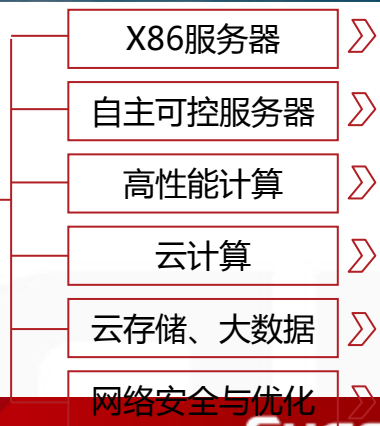 X86服务器
自主可控服务器
高性能计算
云计算
云存储、大数据
网络安全与优化